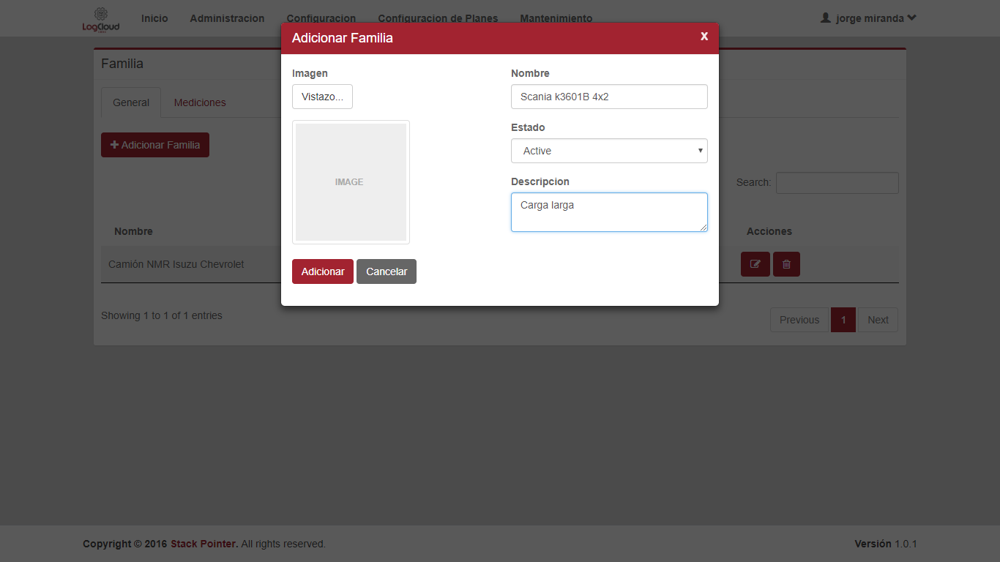 LogCloud
Inicio Administracion Configuracion Configuracion de Planes Mantenimiento jorge miranda
Adicionar Familia x
Familia
Imagen Nombre
Vistazo... Scania k3601B 4x2
General Mediciones
Estado
Active
Adicionar Familia
IMAGE
Descripcion
Search:
Carga larga
Nombre Acciones
Camión NMR Isuzu Chevrolet
Adicionar Cancelar
Showing 1 to 1 of 1 entries
Previous 1 Next
Copyright © 2016 Stack Pointer. All rights reserved. Versión 1.0.1